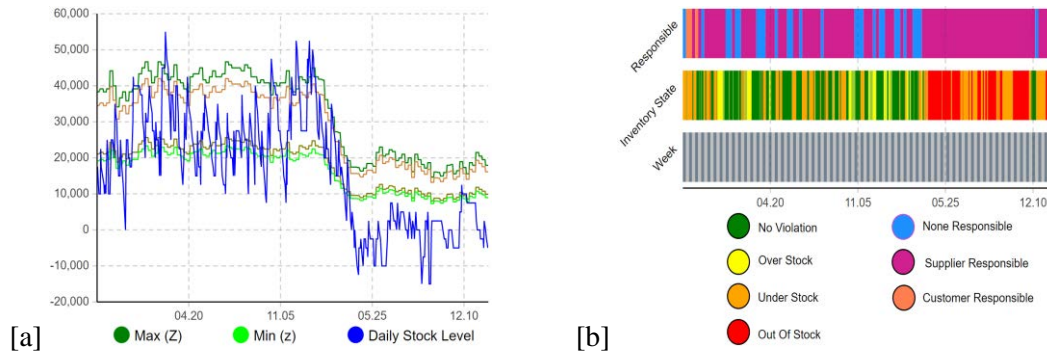 60,000
50,000
40,000
30,000
20,000
10,000
0
-10,000
-20,000
04.20 11.05 05.25 12.10
[a]
Max (Z) Min (z) Daily Stock Level
Responsible
Inventory State
Week
04.20 11.05 05.25 12.10
No Violation None Responsible
Over Stock Supplier Responsible
Under Stock Customer Responsible
Out Of Stock
[b]